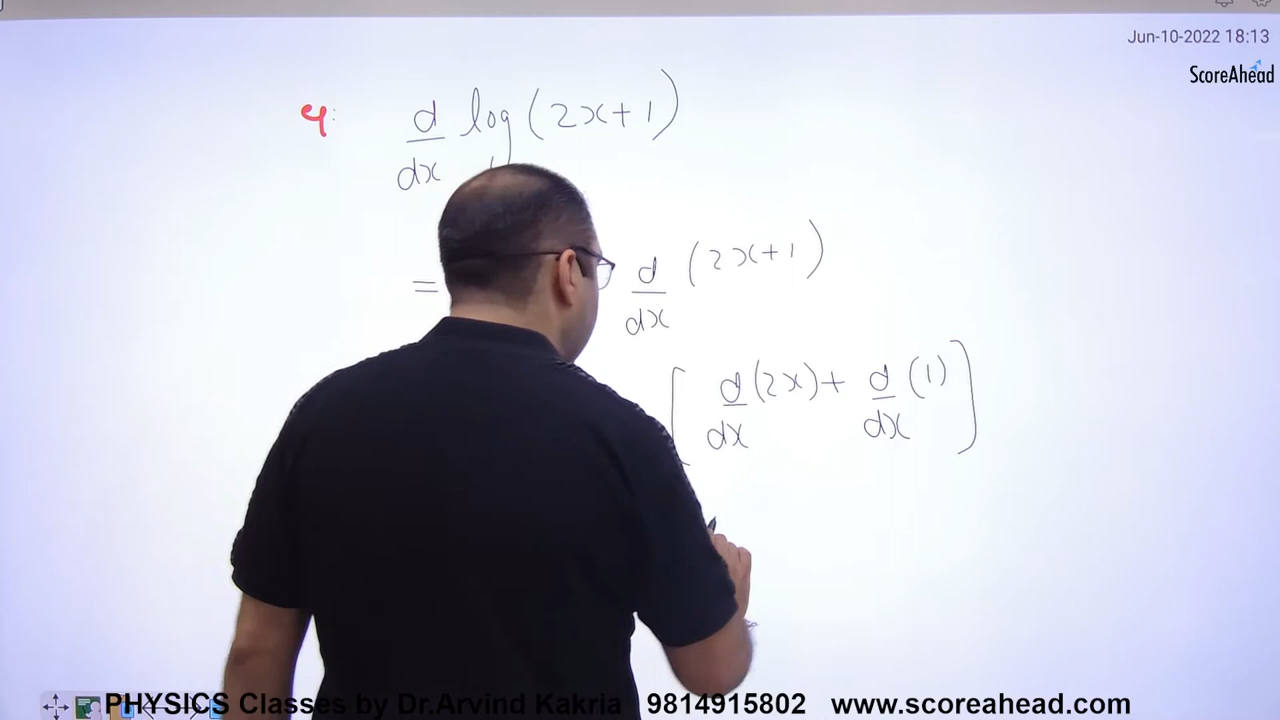 Jun-10-2022 18:13
ScoreAhead
4: d/dx log(2x+1)
= d/dx (2x+1)
[d/dx (2x) + d/dx (1)]
PHYSICS Classes by Dr.Arvind Kakria 9814915802 www.scoreahead.com